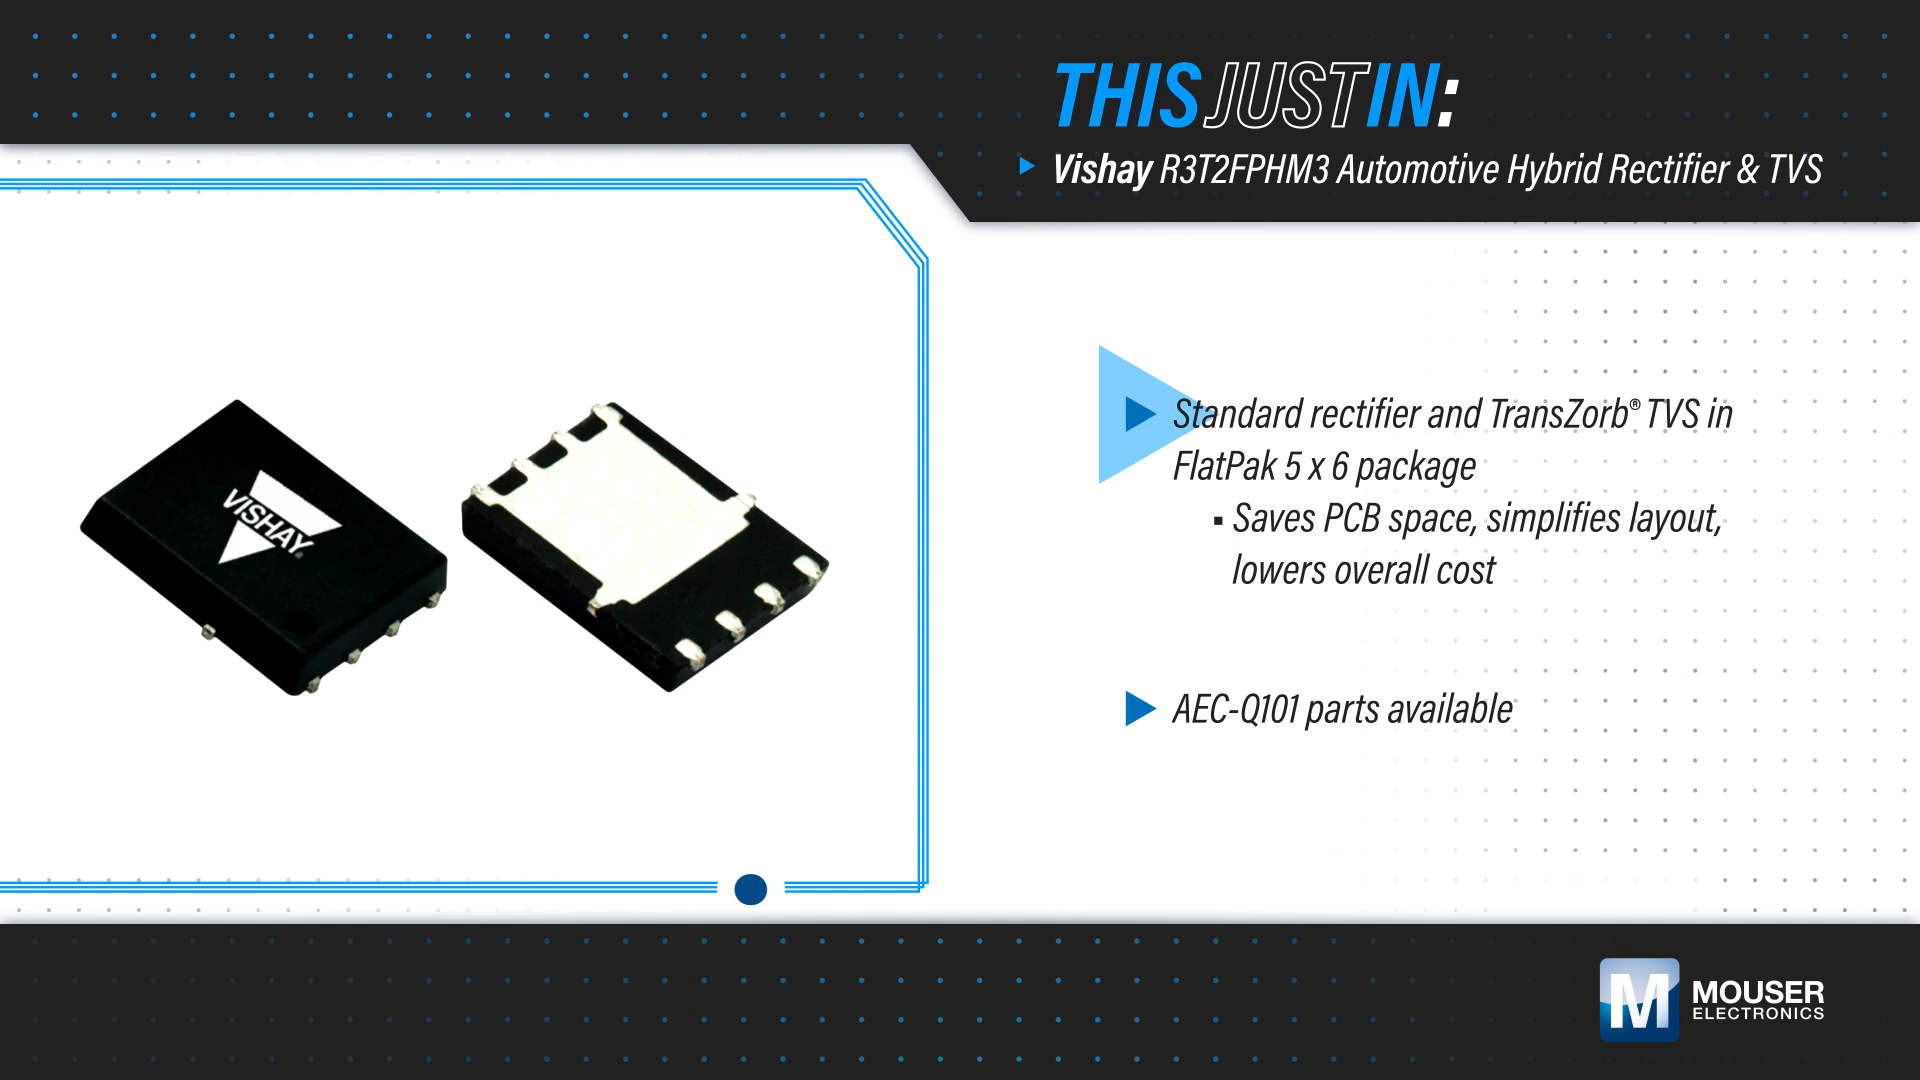 THIS JUST IN:
Vishay R3T2FPHM3 Automotive Hybrid Rectifier & TVS
VISHAY®
Standard rectifier and TransZorb® TVS in
FlatPak 5 x 6 package
▪ Saves PCB space, simplifies layout,
lowers overall cost
AEC-Q101 parts available
M MOUSER
ELECTRONICS